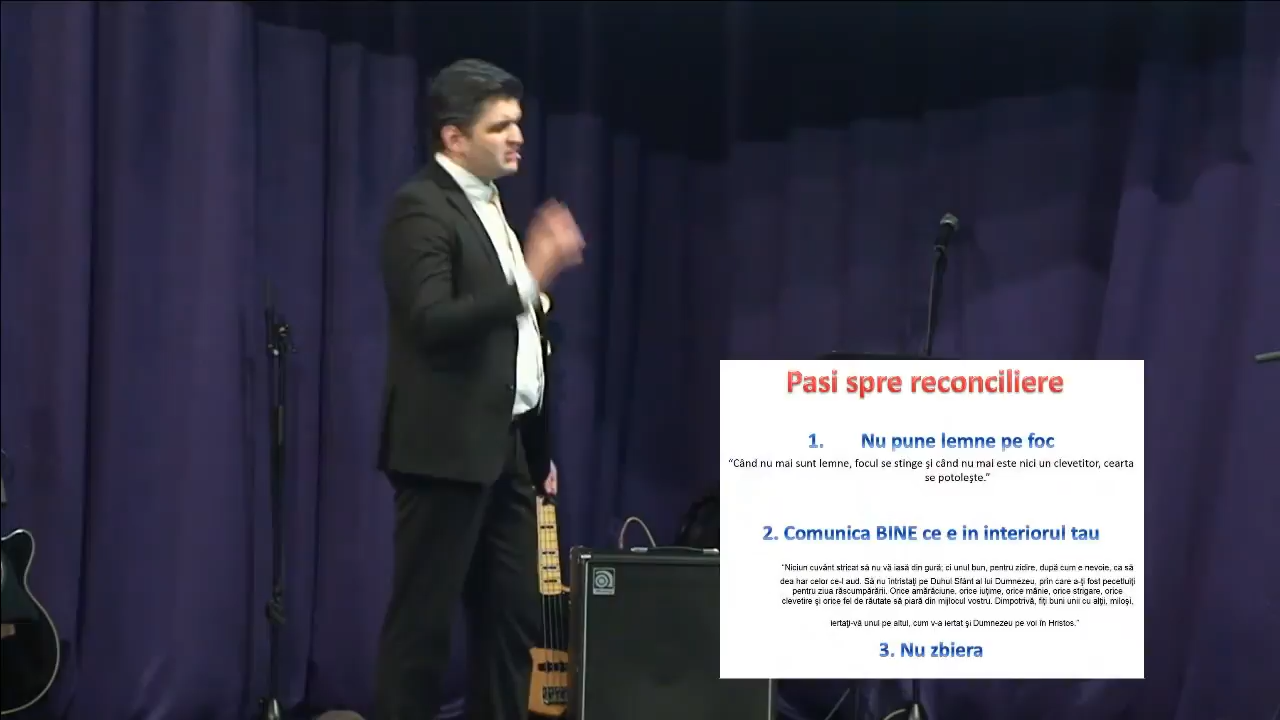 Pasi spre reconciliere
1. Nu pune lemne pe foc
“Când nu mai sunt lemne, focul se stinge şi când nu mai este nici un clevetitor, cearta
se potoleşte.”
2. Comunica BINE ce e in interiorul tau
“Niciun cuvânt stricat să nu vă iasă din gură; ci unul bun, pentru zidire, după cum e nevoie, ca să
dea har celor ce-l aud. Să nu întristaţi pe Duhul Sfânt al lui Dumnezeu, prin care a-ţi fost pecetluiţi
pentru ziua răscumpărării. Orice amărăciune, orice iuţime, orice mânie, orice strigare, orice
clevetire şi orice fel de răutate să piară din mijlocul vostru. Dimpotrivă, fiţi buni unii cu alţii, miloşi,
iertaţi-vă unul pe altul, cum v-a iertat şi Dumnezeu pe voi în Hristos.”
3. Nu zbiera